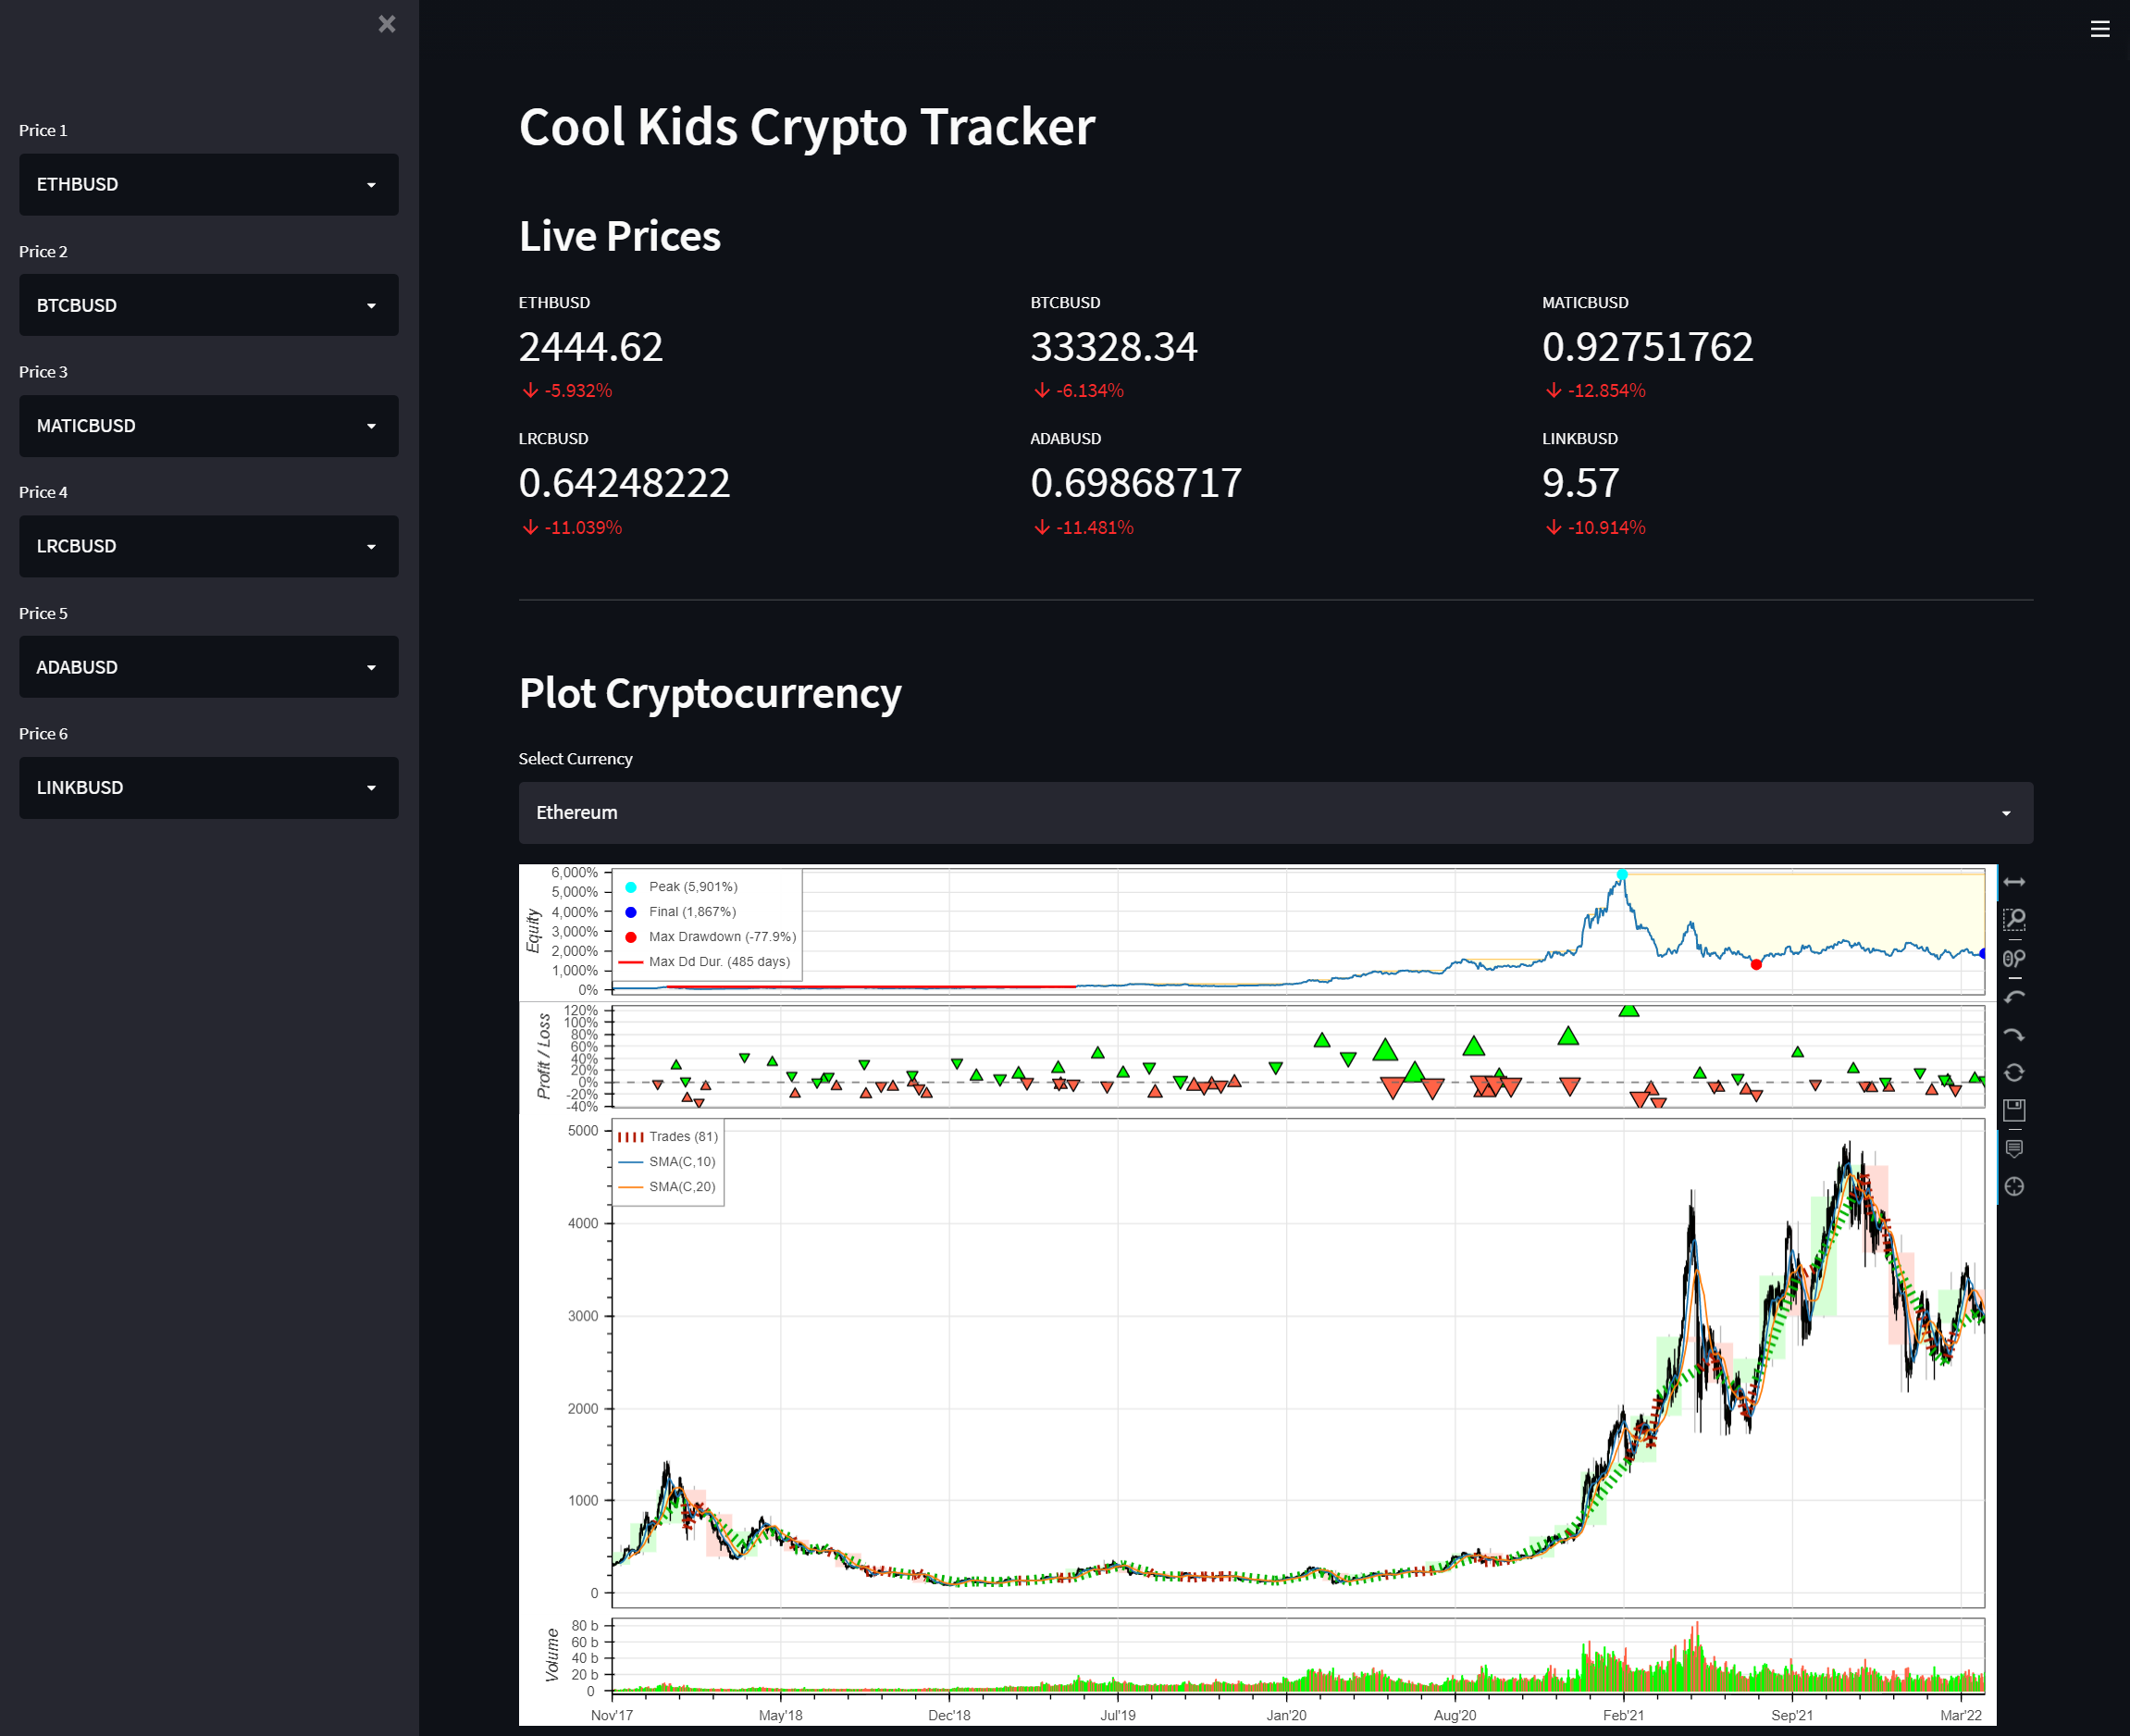 Price 1
ETHBUSD
Price 2
BTCBUSD
Price 3
MATICBUSD
Price 4
LRCBUSD
Price 5
ADABUSD
Price 6
LINKBUSD
Cool Kids Crypto Tracker
Live Prices
ETHBUSD
2444.62
-5.932%
BTCBUSD
33328.34
-6.134%
MATICBUSD
0.92751762
-12.854%
LRCBUSD
0.64248222
-11.039%
ADABUSD
0.69868717
-11.481%
LINKBUSD
9.57
-10.914%
Plot Cryptocurrency
Select Currency
Ethereum
Equity
6,000%
5,000%
4,000%
3,000%
2,000%
1,000%
0%
Peak (5,901%)
Final (1,867%)
Max Drawdown (-77.9%)
Max Dd Dur. (485 days)
Profit / Loss
120%
100%
80%
60%
40%
20%
0%
-20%
-40%
5000
4000
3000
2000
1000
0
Trades (81)
SMA(C,10)
SMA(C,20)
Volume
80 b
60 b
40 b
20 b
0
Nov'17
May'18
Dec'18
Jul'19
Jan'20
Aug'20
Feb'21
Sep'21
Mar'22